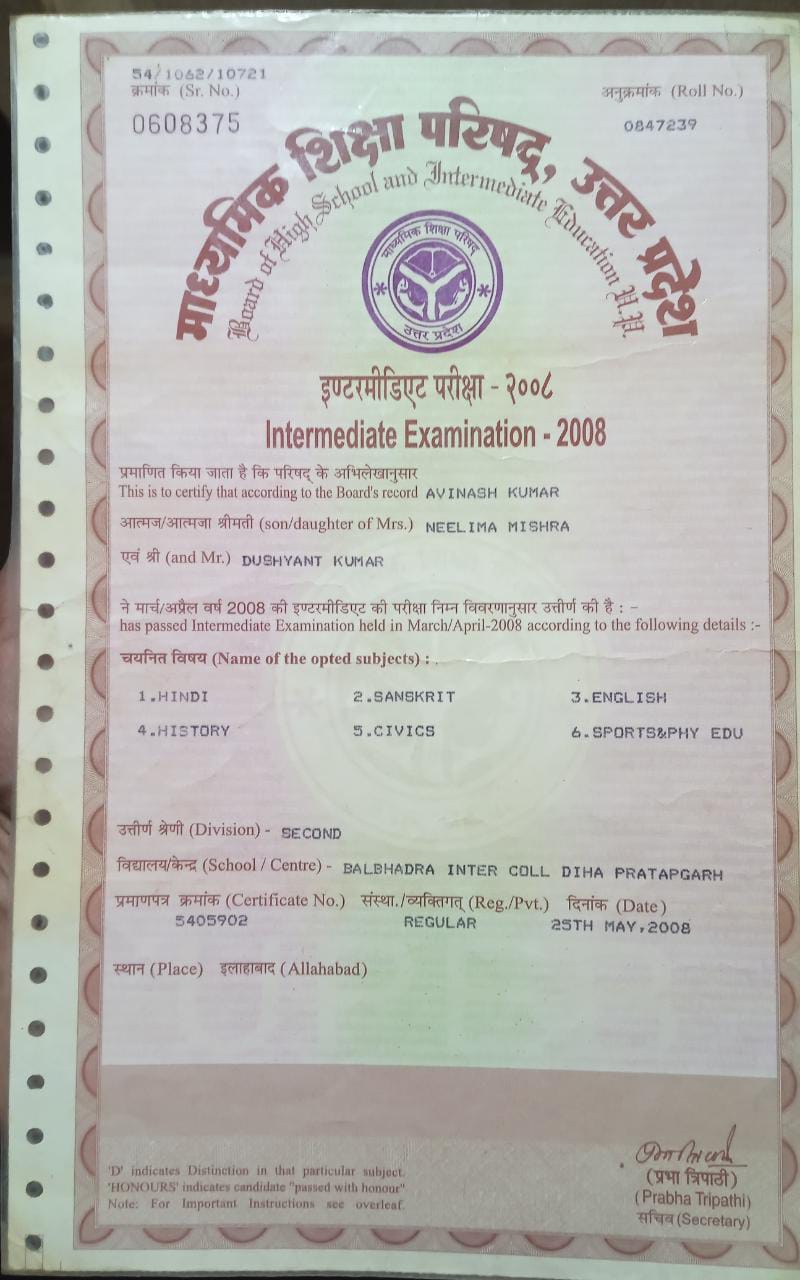 54/1062/10721
क्रमांक (Sr. No.) अनुक्रमांक (Roll No.)
0608375 0847239
माध्यमिक शिक्षा परिषद्, उत्तर प्रदेश
Board of High School and Intermediate Education U.P.
माध्यमिक शिक्षा परिषद्
उत्तर प्रदेश
इण्टरमीडिएट परीक्षा - २००८
Intermediate Examination - 2008
प्रमाणित किया जाता है कि परिषद् के अभिलेखानुसार
This is to certify that according to the Board's record AVINASH KUMAR
आत्मज/आत्मजा श्रीमती (son/daughter of Mrs.) NEELIMA MISHRA
एवं श्री (and Mr.) DUSHYANT KUMAR
ने मार्च/अप्रैल वर्ष 2008 की इण्टरमीडिएट की परीक्षा निम्न विवरणानुसार उत्तीर्ण की है : -
has passed Intermediate Examination held in March/April-2008 according to the following details :-
चयनित विषय (Name of the opted subjects) :
1.HINDI 2.SANSKRIT 3.ENGLISH
4.HISTORY 5.CIVICS 6.SPORTS&PHY EDU
उत्तीर्ण श्रेणी (Division) - SECOND
विद्यालय/केन्द्र (School / Centre) - BALBHADRA INTER COLL DIHA PRATAPGARH
प्रमाणपत्र क्रमांक (Certificate No.) संस्था./व्यक्तिगत् (Reg./Pvt.) दिनांक (Date)
5405902 REGULAR 25TH MAY,2008
स्थान (Place) इलाहाबाद (Allahabad)
'D' indicates Distinction in that particular subject.
'HONOURS' indicates candidate "passed with honour"
Note: For Important Instructions see overleaf.
(प्रभा त्रिपाठी)
(Prabha Tripathi)
सचिव (Secretary)